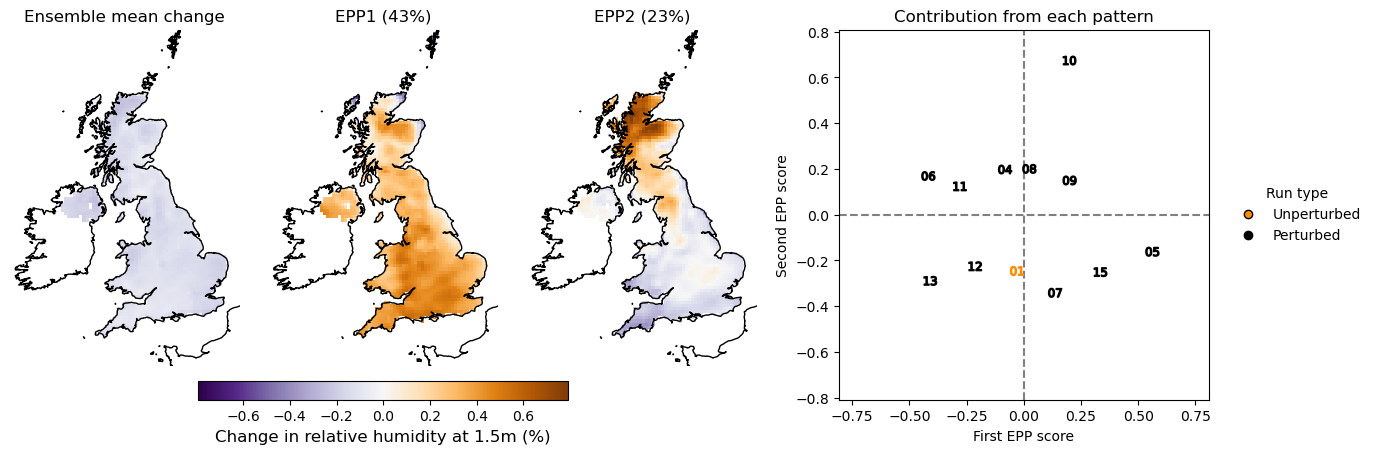 Ensemble mean change
EPP1 (43%)
EPP2 (23%)
−0.6 −0.4 −0.2 0.0 0.2 0.4 0.6
Change in relative humidity at 1.5m (%)
Contribution from each pattern
Second EPP score
0.8
0.6
0.4
0.2
0.0
−0.2
−0.4
−0.6
−0.8
10
06
11
04
08
09
05
12
13
01
15
07
−0.75 −0.50 −0.25 0.00 0.25 0.50 0.75
First EPP score
Run type
Unperturbed
Perturbed